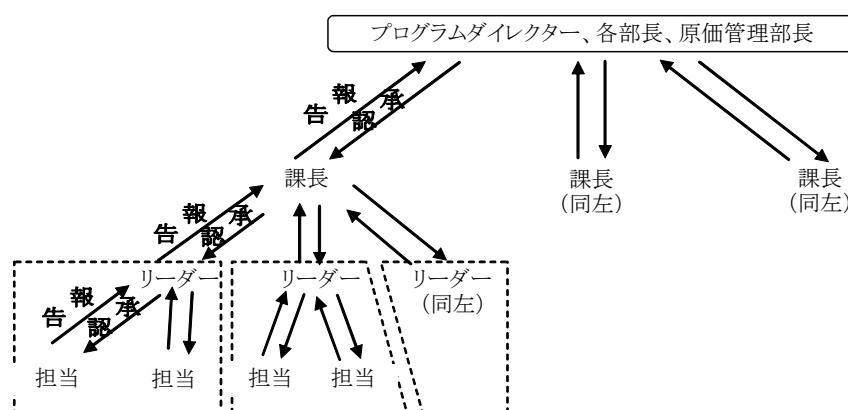 プログラムダイレクター、各部長、原価管理部長
報告
承認
課長
課長
(同左)
課長
(同左)
報告
承認
リーダー
リーダー
リーダー
(同左)
報告
承認
担当
担当
担当
担当